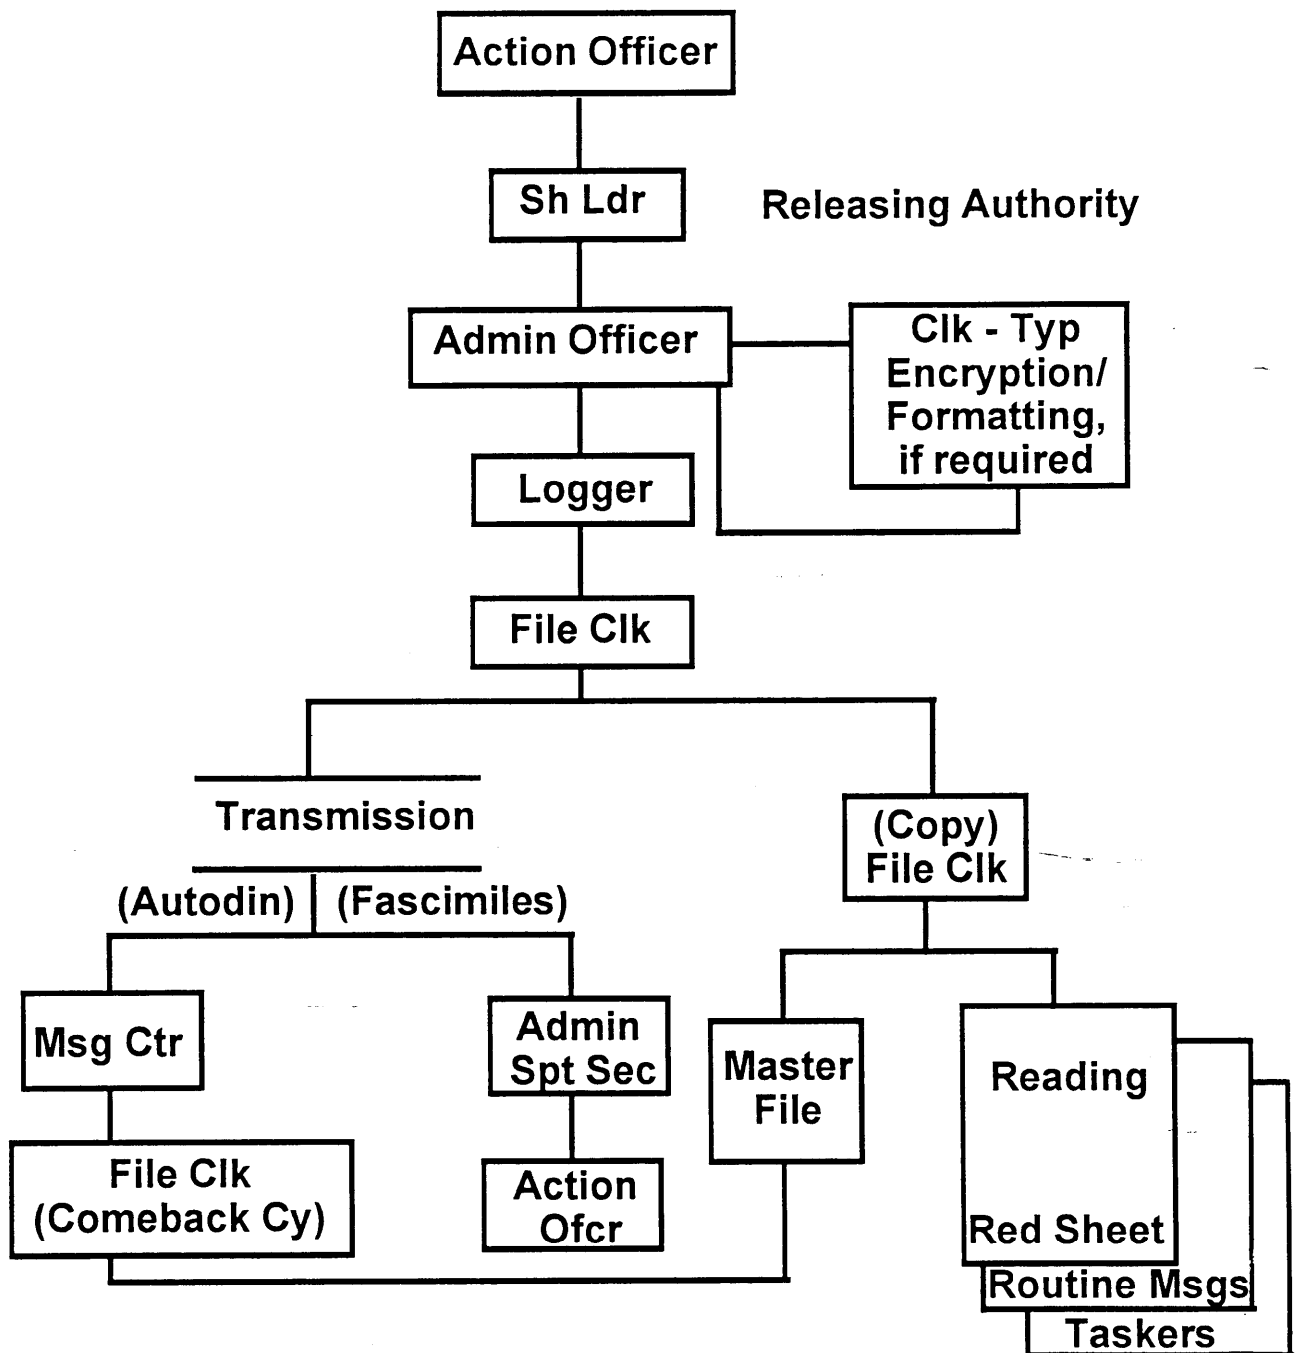 Action Officer
Sh Ldr
Releasing Authority
Admin Officer
Clk - Typ
Encryption/
Formatting,
if required
Logger
File Clk
Transmission
(Copy)
File Clk
(Autodin)
(Fascimiles)
Msg Ctr
Admin
Spt Sec
Master
File
Reading
File Clk
(Comeback Cy)
Action
Ofcr
Red Sheet
Routine Msgs
Taskers